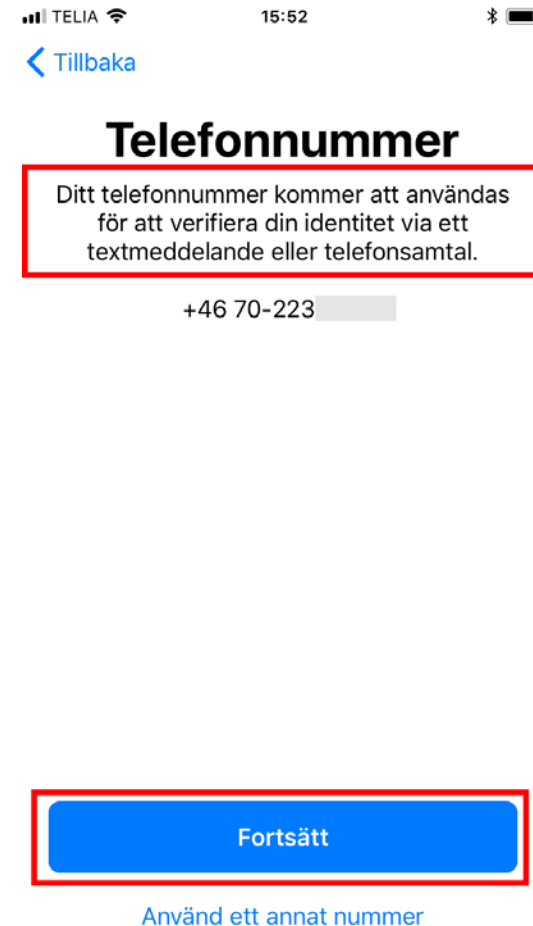 TELIA 15:52
Tillbaka
Telefonnummer
Ditt telefonnummer kommer att användas
för att verifiera din identitet via ett
textmeddelande eller telefonsamtal.
+46 70-223
Fortsätt
Använd ett annat nummer